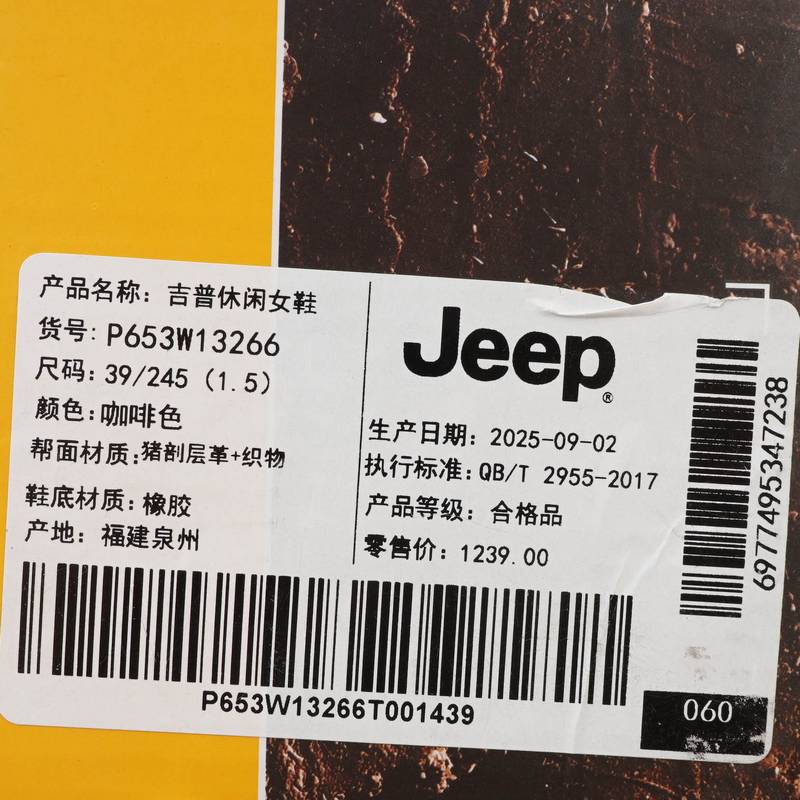 产品名称：吉普休闲女鞋
货号：P653W13266
尺码：39/245（1.5）
颜色：咖啡色
帮面材质：猪剖层革+织物
鞋底材质：橡胶
产地：福建泉州
Jeep®
生产日期：2025-09-02
执行标准：QB/T 2955-2017
产品等级：合格品
零售价：1239.00
6977495347238
P653W13266T001439
060